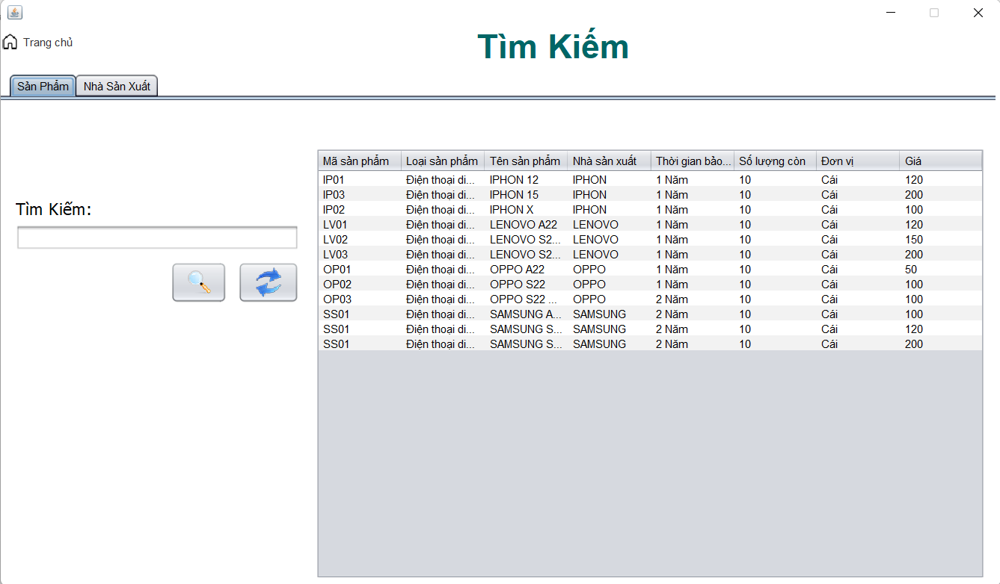 Trang chủ
Tìm Kiếm
Sản Phẩm Nhà Sản Xuất
Tìm Kiếm:
Mã sản phẩm Loại sản phẩm Tên sản phẩm Nhà sản xuất Thời gian bảo... Số lượng còn Đơn vị Giá
IP01 Điện thoại di... IPHON 12 IPHON 1 Năm 10 Cái 120
IP03 Điện thoại di... IPHON 15 IPHON 1 Năm 10 Cái 200
IP02 Điện thoại di... IPHON X IPHON 1 Năm 10 Cái 100
LV01 Điện thoại di... LENOVO A22 LENOVO 1 Năm 10 Cái 120
LV02 Điện thoại di... LENOVO S2... LENOVO 1 Năm 10 Cái 150
LV03 Điện thoại di... LENOVO S2... LENOVO 1 Năm 10 Cái 200
OP01 Điện thoại di... OPPO A22 OPPO 1 Năm 10 Cái 50
OP02 Điện thoại di... OPPO S22 OPPO 1 Năm 10 Cái 100
OP03 Điện thoại di... OPPO S22 ... OPPO 2 Năm 10 Cái 100
SS01 Điện thoại di... SAMSUNG A... SAMSUNG 2 Năm 10 Cái 100
SS01 Điện thoại di... SAMSUNG S... SAMSUNG 2 Năm 10 Cái 120
SS01 Điện thoại di... SAMSUNG S... SAMSUNG 2 Năm 10 Cái 200